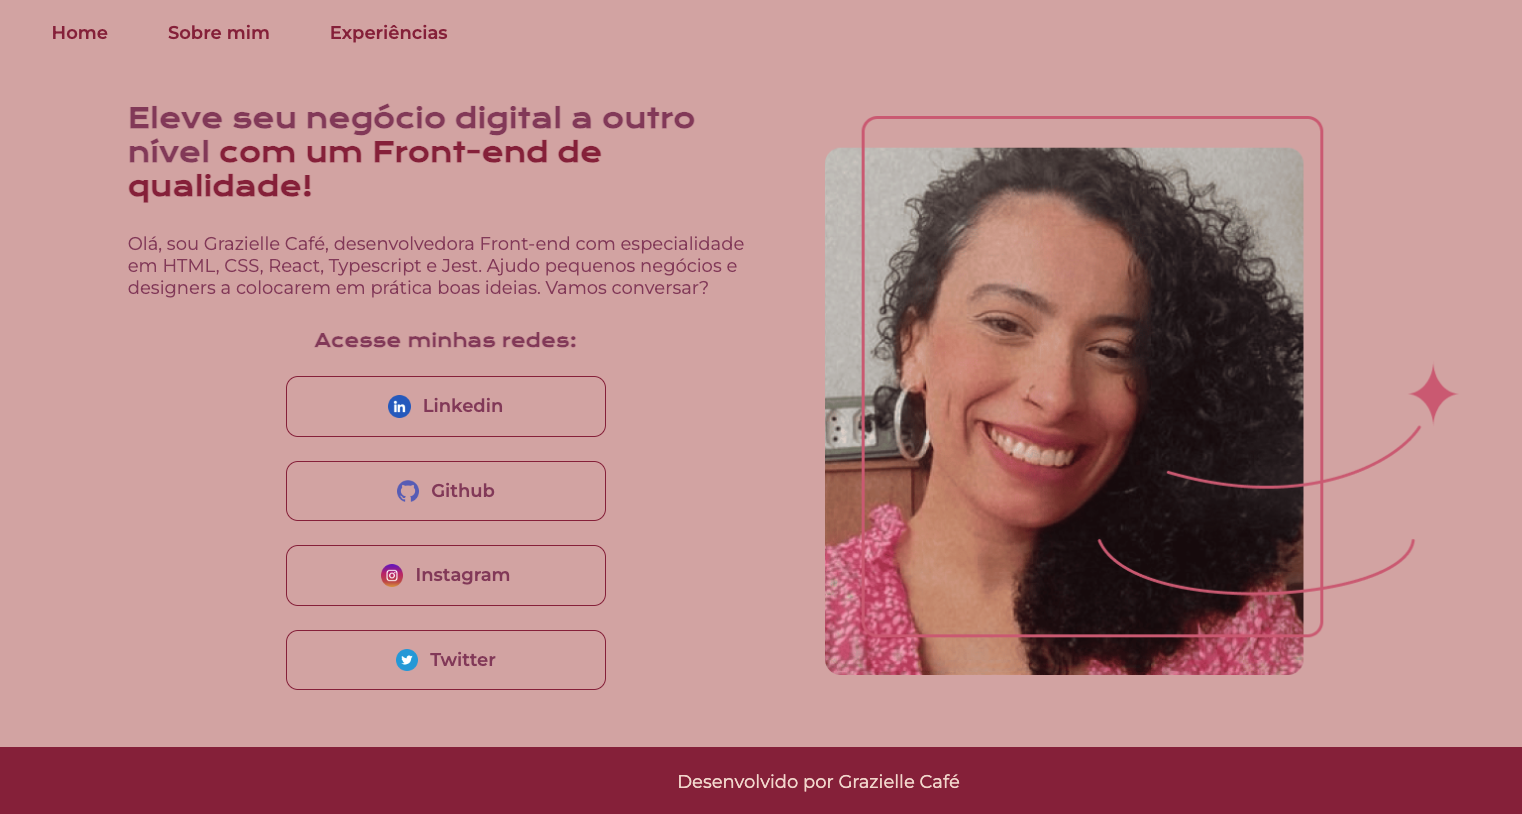 Home
Sobre mim
Experiências
Eleve seu negócio digital a outro
nível com um Front-end de
qualidade!
Olá, sou Grazielle Café, desenvolvedora Front-end com especialidade
em HTML, CSS, React, Typescript e Jest. Ajudo pequenos negócios e
designers a colocarem em prática boas ideias. Vamos conversar?
Acesse minhas redes:
in Linkedin
Github
Instagram
Twitter
Desenvolvido por Grazielle Café